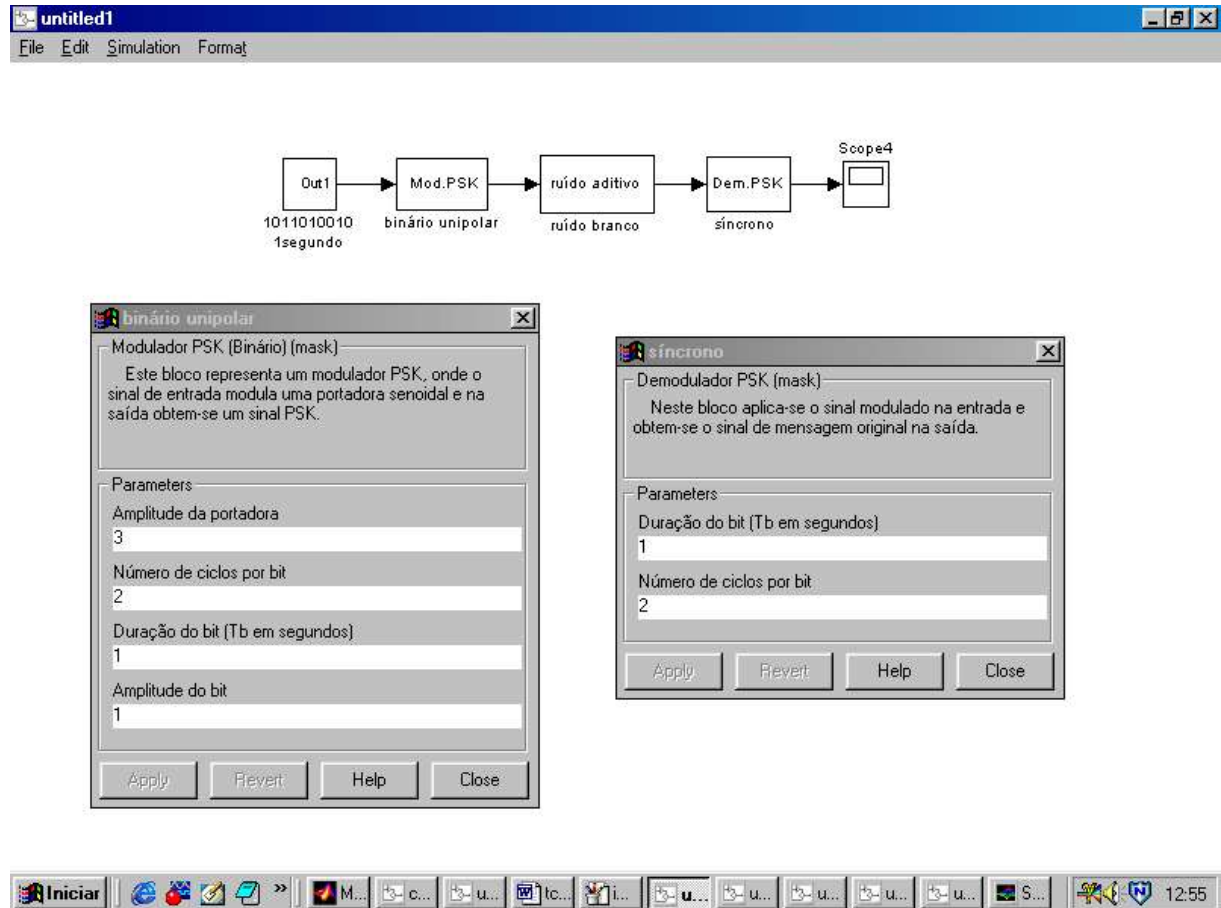 untitled1
File Edit Simulation Format
Scope4
Out1 Mod.PSK ruído aditivo Dem.PSK
1011010010 binário unipolar ruído branco síncrono
1segundo
binário unipolar
Modulador PSK (Binário) (mask)
Este bloco representa um modulador PSK, onde o
sinal de entrada modula uma portadora senoidal e na
saída obtem-se um sinal PSK.
Parameters
Amplitude da portadora
3
Número de ciclos por bit
2
Duração do bit (Tb em segundos)
1
Amplitude do bit
1
Apply Revert Help Close
síncrono
Demodulador PSK (mask)
Neste bloco aplica-se o sinal modulado na entrada e
obtem-se o sinal de mensagem original na saída.
Parameters
Duração do bit (Tb em segundos)
1
Número de ciclos por bit
2
Apply Revert Help Close
Iniciar » M... c... u... tc... i... u... u... u... u... u... S... 12:55